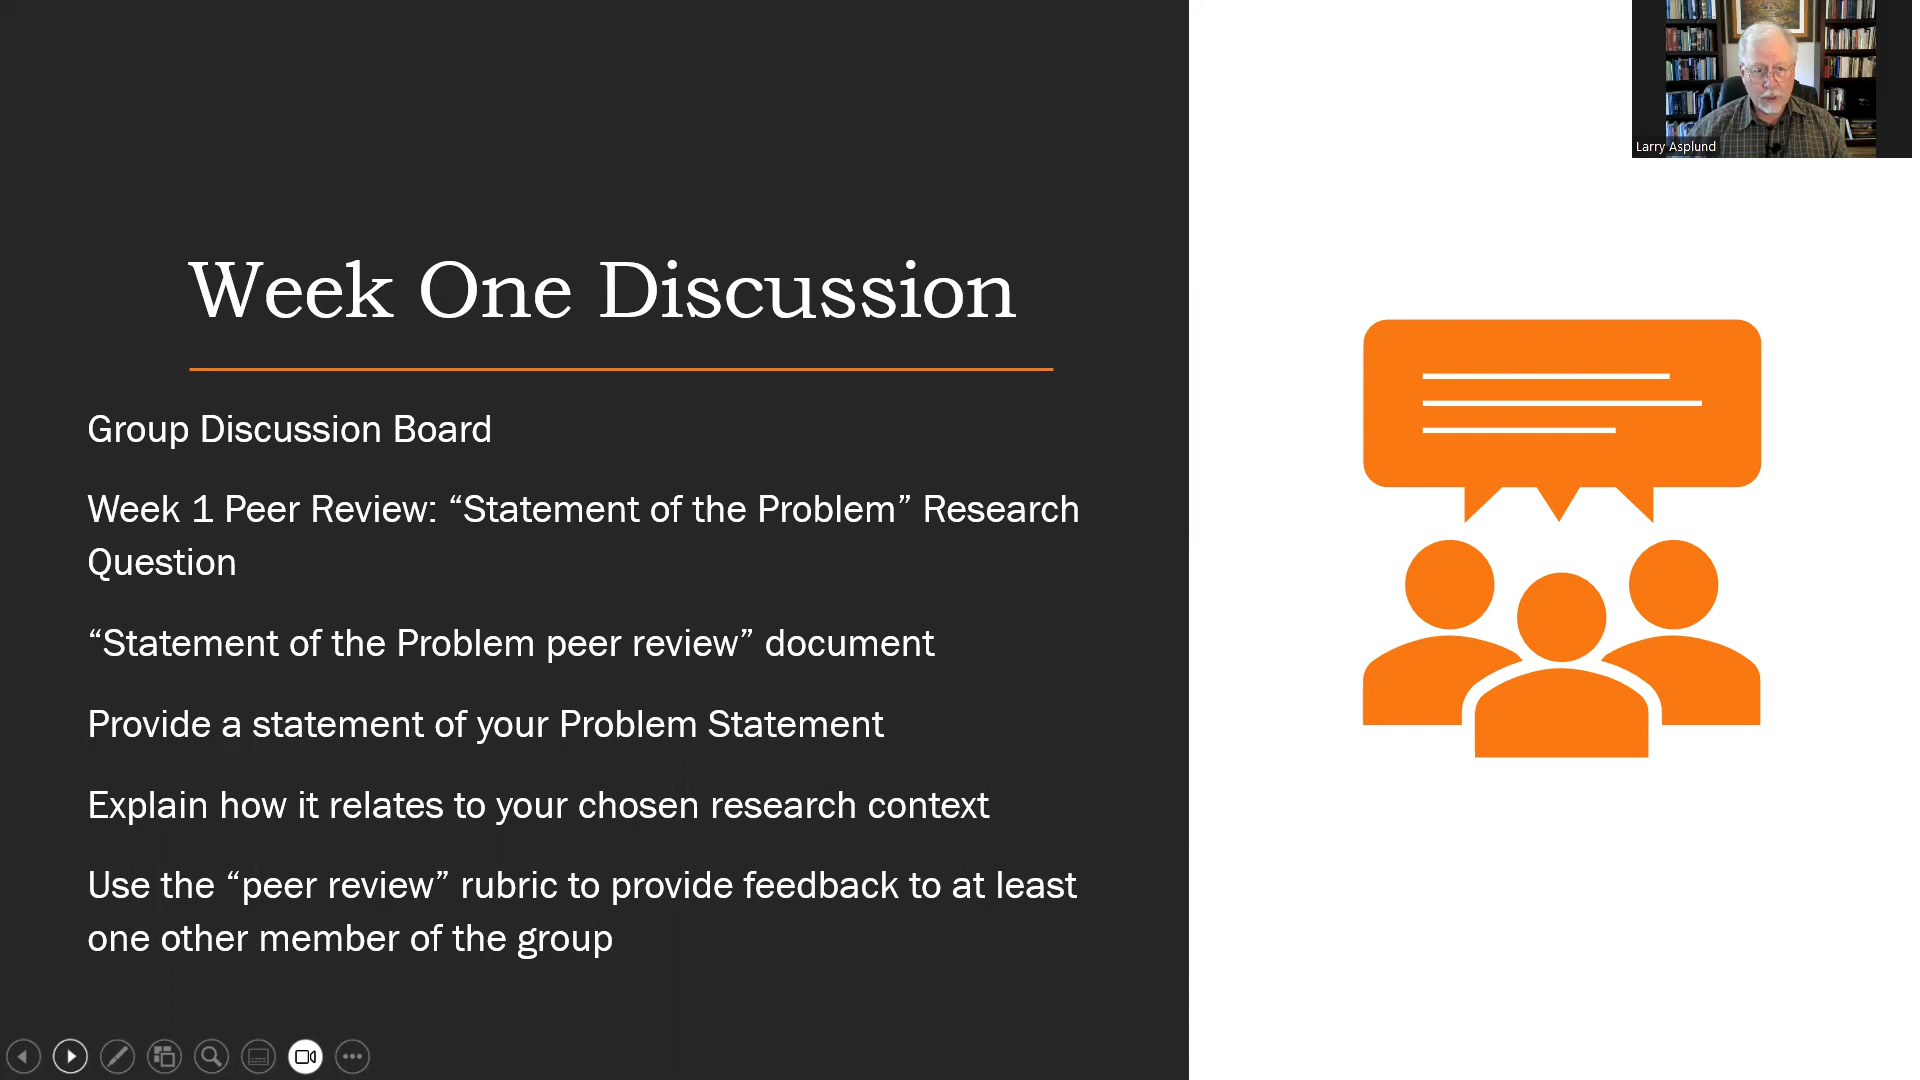 Larry Asplund
Week One Discussion
Group Discussion Board
Week 1 Peer Review: “Statement of the Problem” Research
Question
“Statement of the Problem peer review” document
Provide a statement of your Problem Statement
Explain how it relates to your chosen research context
Use the “peer review” rubric to provide feedback to at least
one other member of the group